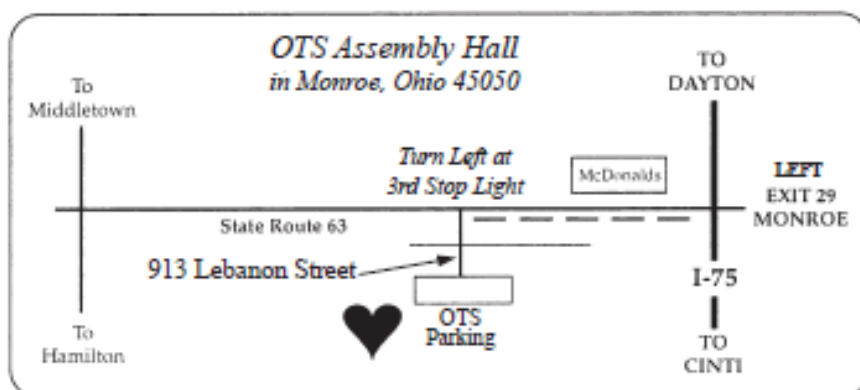 OTS Assembly Hall
in Monroe, Ohio 45050
TO
DAYTON
To
Middletown
Turn Left at
3rd Stop Light
McDonalds
LEFT
EXIT 29
MONROE
State Route 63
913 Lebanon Street
I-75
OTS
Parking
To
Hamilton
TO
CINTI